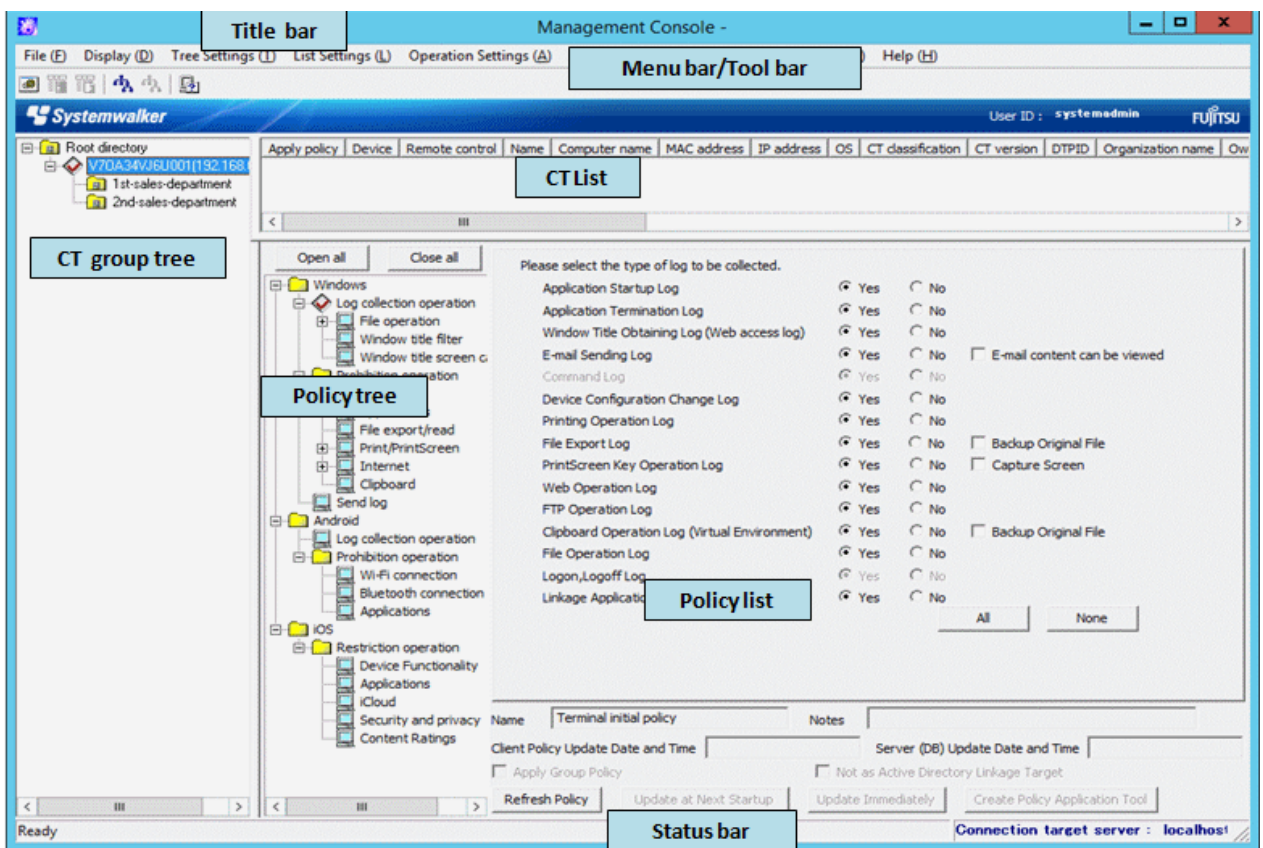 Title bar
Management Console -
File (F) Display (D) Tree Settings (T) List Settings (L) Operation Settings (A) Help (H)
Menu bar/Tool bar
Systemwalker
User ID : systemadmin
FUJITSU
Root directory
V70A34VJ6U001(192.168.
1st-sales-department
2nd-sales-department
CT group tree
Apply policy Device Remote control Name Computer name MAC address IP address OS CT classification CT version DTPID Organization name Ow
CT List
Open all Close all
Windows
Log collection operation
File operation
Window title filter
Window title screen c
Prohibition operation
Policy tree
File export/read
Print/PrintScreen
Internet
Clipboard
Send log
Android
Log collection operation
Prohibition operation
Wi-Fi connection
Bluetooth connection
Applications
iOS
Restriction operation
Device Functionality
Applications
iCloud
Security and privacy
Content Ratings
Please select the type of log to be collected.
Application Startup Log Yes No
Application Termination Log Yes No
Window Title Obtaining Log (Web access log) Yes No
E-mail Sending Log Yes No E-mail content can be viewed
Command Log Yes No
Device Configuration Change Log Yes No
Printing Operation Log Yes No
File Export Log Yes No Backup Original File
PrintScreen Key Operation Log Yes No Capture Screen
Web Operation Log Yes No
FTP Operation Log Yes No
Clipboard Operation Log (Virtual Environment) Yes No Backup Original File
File Operation Log Yes No
Logon,Logoff Log Yes No
Linkage Applicatio Yes No
Policy list
All None
Name Terminal initial policy Notes
Client Policy Update Date and Time Server (DB) Update Date and Time
Apply Group Policy Not as Active Directory Linkage Target
Refresh Policy Update at Next Startup Update Immediately Create Policy Application Tool
Ready
Status bar
Connection target server : localhost